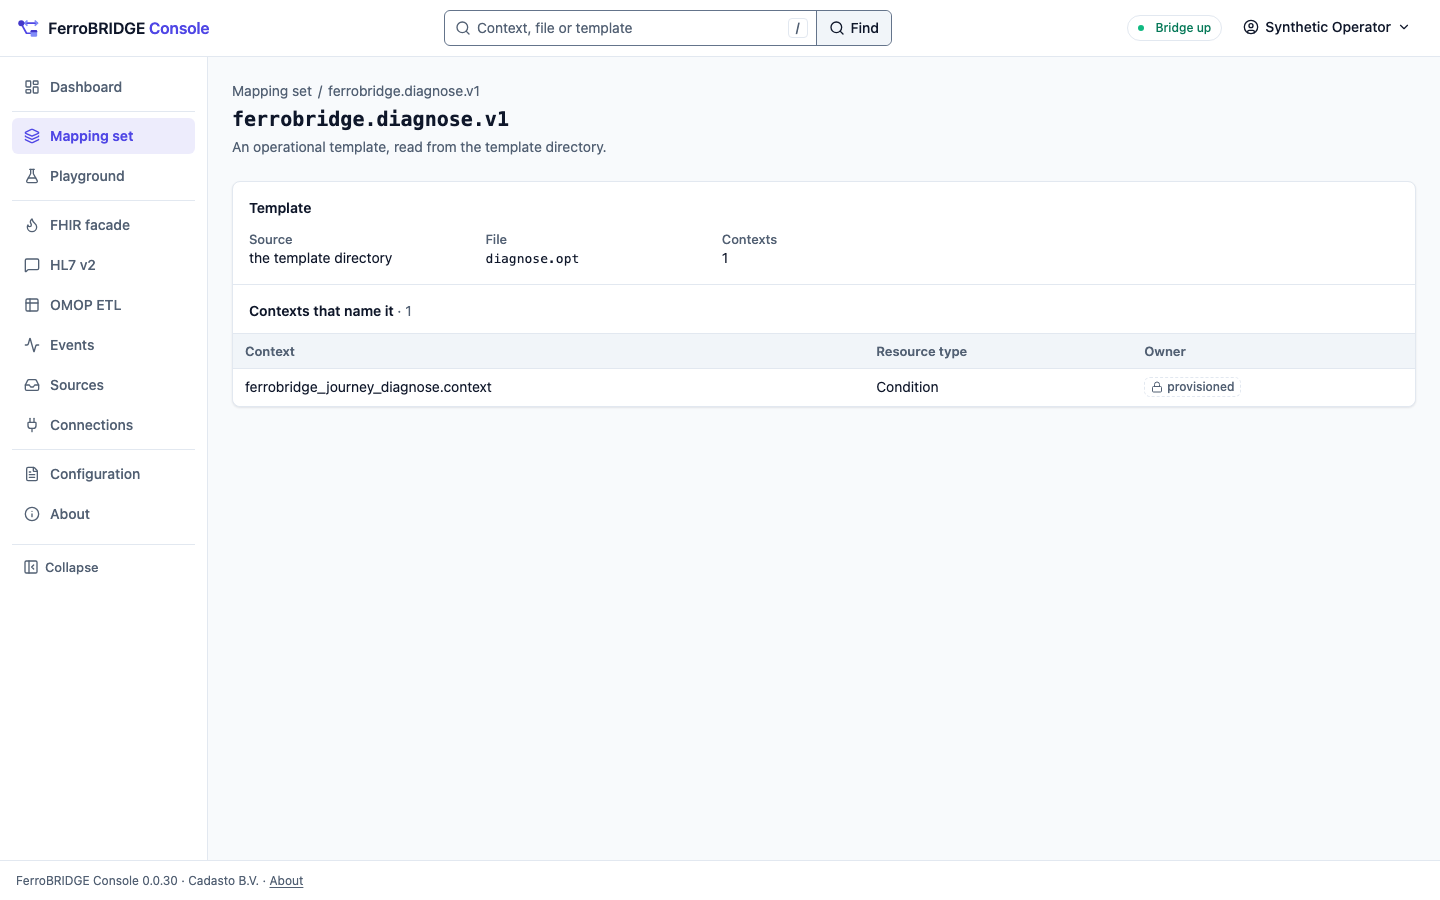 FerroBRIDGE Console
Context, file or template
/
Find
Bridge up
Synthetic Operator
Dashboard
Mapping set
Playground
FHIR facade
HL7 v2
OMOP ETL
Events
Sources
Connections
Configuration
About
Collapse
Mapping set / ferrobridge.diagnose.v1
ferrobridge.diagnose.v1
An operational template, read from the template directory.
Template
Source File Contexts
the template directory diagnose.opt 1
Contexts that name it · 1
Context Resource type Owner
ferrobridge_journey_diagnose.context Condition provisioned
FerroBRIDGE Console 0.0.30 · Cadasto B.V. · About